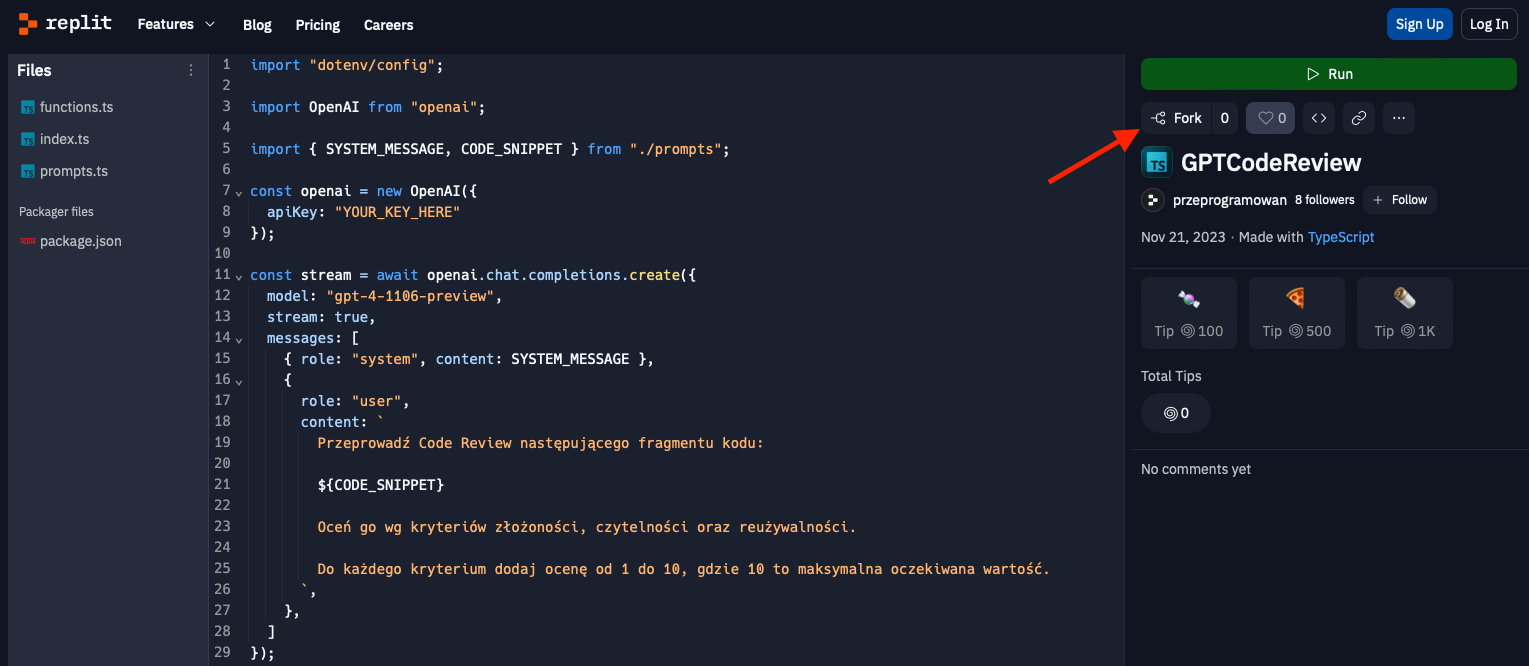 replit
Features
Blog
Pricing
Careers
Sign Up
Log In
Files
functions.ts
index.ts
prompts.ts
Packager files
package.json
1 import "dotenv/config";
2
3 import OpenAI from "openai";
4
5 import { SYSTEM_MESSAGE, CODE_SNIPPET } from "./prompts";
6
7 const openai = new OpenAI({
8 apiKey: "YOUR_KEY_HERE"
9 });
10
11 const stream = await openai.chat.completions.create({
12 model: "gpt-4-1106-preview",
13 stream: true,
14 messages: [
15 { role: "system", content: SYSTEM_MESSAGE },
16 {
17 role: "user",
18 content: `
19 Przeprowadź Code Review następującego fragmentu kodu:
20
21 ${CODE_SNIPPET}
22
23 Oceń go wg kryteriów złożoności, czytelności oraz reużywalności.
24
25 Do każdego kryterium dodaj ocenę od 1 do 10, gdzie 10 to maksymalna oczekiwana wartość.
26 `,
27 },
28 ]
29 });
Run
Fork 0
0
TS GPTCodeReview
przeprogramowan 8 followers + Follow
Nov 21, 2023 · Made with TypeScript
Tip 100
Tip 500
Tip 1K
Total Tips
0
No comments yet